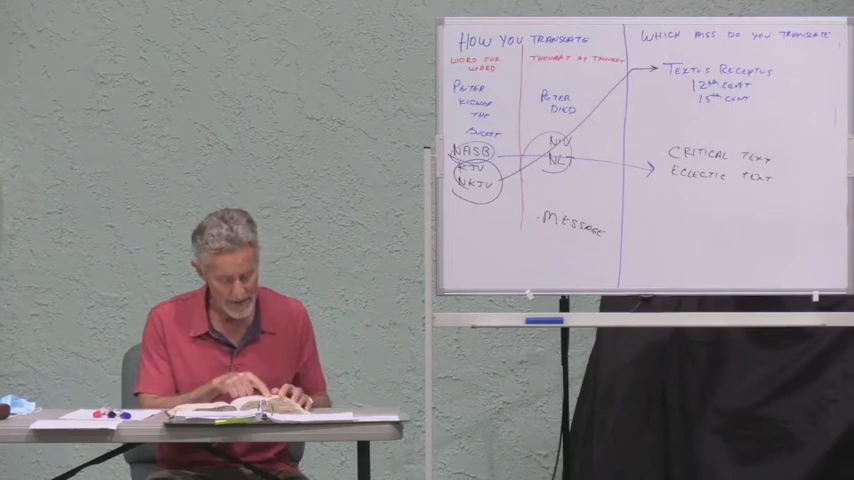 HOW YOU TRANSLATE
WORD FOR
WORD
PETER
KICKED
THE
BUCKET
NASB
KJV
NKJV
THOUGHT BY THOUGHT
PETER
DIED
NIV
MESSAGE
WHICH MSS DO YOU TRANSLATE
TEXTUS RECEPTUS
12th CENT
15th CENT
CRITICAL TEXT
ECLECTIC TEXT